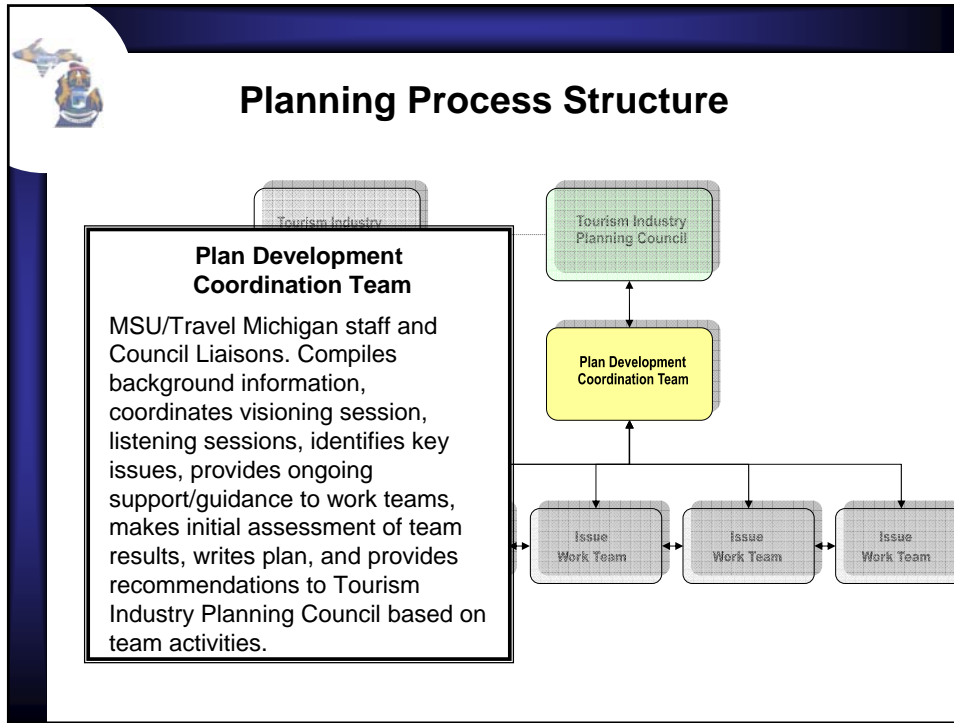 Planning Process Structure
Tourism Industry
Tourism Industry
Planning Council
Plan Development
Coordination Team
MSU/Travel Michigan staff and
Council Liaisons. Compiles
background information,
coordinates visioning session,
listening sessions, identifies key
issues, provides ongoing
support/guidance to work teams,
makes initial assessment of team
results, writes plan, and provides
recommendations to Tourism
Industry Planning Council based on
team activities.
Plan Development
Coordination Team
Issue
Work Team
Issue
Work Team
Issue
Work Team